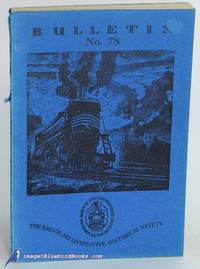 BULLETIN
No. 78
THE RAILWAY AND LOCOMOTIVE HISTORICAL SOCIETY
image©BluebirdBooks.com